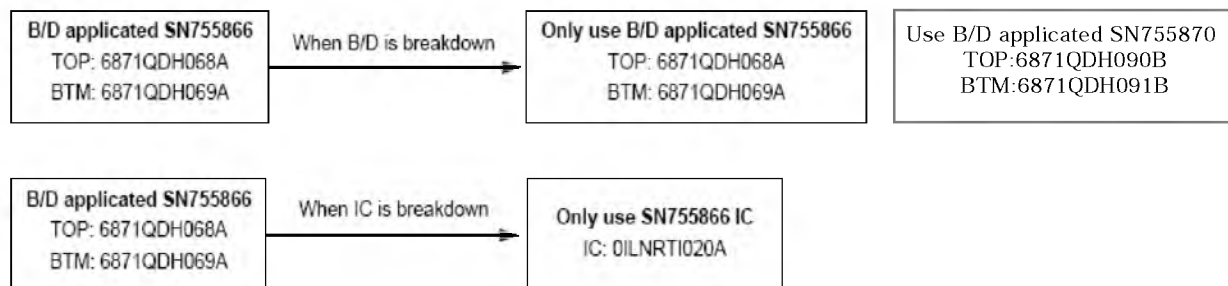 B/D applicated SN755866
TOP: 6871QDH068A
BTM: 6871QDH069A
When B/D is breakdown
Only use B/D applicated SN755866
TOP: 6871QDH068A
BTM: 6871QDH069A
Use B/D applicated SN755870
TOP:6871QDH090B
BTM:6871QDH091B
B/D applicated SN755866
TOP: 6871QDH068A
BTM: 6871QDH069A
When IC is breakdown
Only use SN755866 IC
IC: 0ILNRTI020A